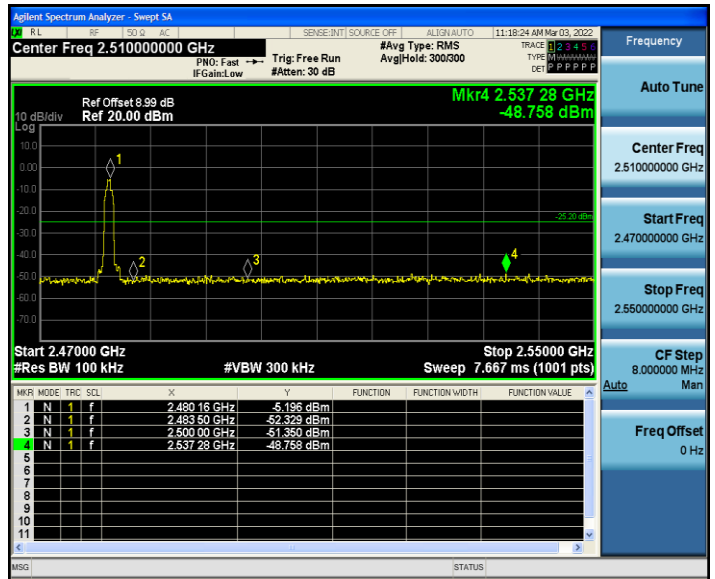 Agilent Spectrum Analyzer - Swept SA
RL RF 50 Ω AC SENSE:INT SOURCE OFF ALIGNAUTO 11:18:24 AM Mar 03, 2022
Center Freq 2.510000000 GHz
PNO: Fast
IFGain:Low
Trig: Free Run
#Atten: 30 dB
#Avg Type: RMS
Avg|Hold: 300/300
TRACE 1 2 3 4 5 6
TYPE M
DET P P P P P P
Ref Offset 8.99 dB
10 dB/div Ref 20.00 dBm
Log
Mkr4 2.537 28 GHz
-48.758 dBm
10.0
0.00
-10.0
-20.0
-30.0
-40.0
-50.0
-60.0
-70.0
1
2
3
4
-25.20 dBm
Start 2.47000 GHz Stop 2.55000 GHz
#Res BW 100 kHz #VBW 300 kHz Sweep 7.667 ms (1001 pts)
MKR MODE TRC SCL X Y FUNCTION FUNCTION WIDTH FUNCTION VALUE
1 N 1 f 2.480 16 GHz -5.196 dBm
2 N 1 f 2.483 50 GHz -52.329 dBm
3 N 1 f 2.500 00 GHz -51.350 dBm
4 N 1 f 2.537 28 GHz -48.758 dBm
5
6
7
8
9
10
11
MSG STATUS
Frequency
Auto Tune
Center Freq
2.510000000 GHz
Start Freq
2.470000000 GHz
Stop Freq
2.550000000 GHz
CF Step
8.000000 MHz
Auto Man
Freq Offset
0 Hz